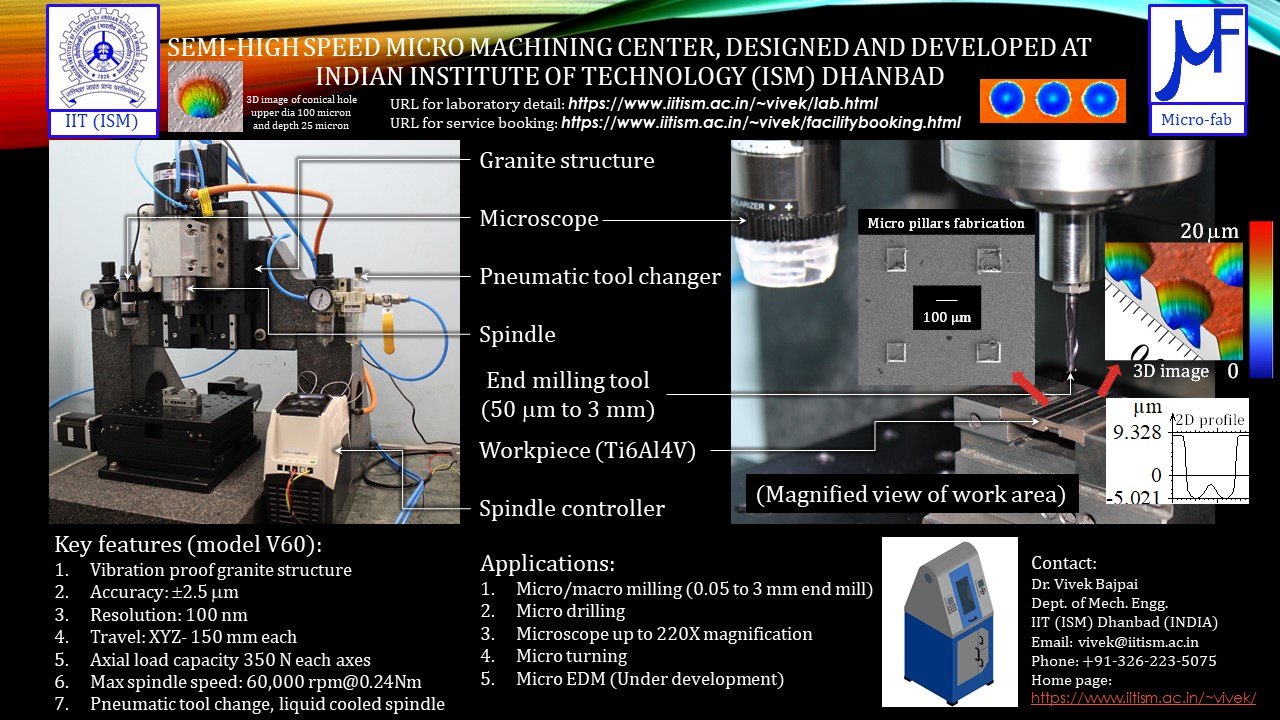 SEMI-HIGH SPEED MICRO MACHINING CENTER, DESIGNED AND DEVELOPED AT
INDIAN INSTITUTE OF TECHNOLOGY (ISM) DHANBAD
IIT (ISM)
3D image of conical hole
upper dia 100 micron
and depth 25 micron
URL for laboratory detail: https://www.iitism.ac.in/~vivek/lab.html
URL for service booking: https://www.iitism.ac.in/~vivek/facilitybooking.html
μF
Micro-fab
Granite structure
Microscope
Pneumatic tool changer
Spindle
End milling tool
(50 µm to 3 mm)
Workpiece (Ti6Al4V)
Spindle controller
POLARIZER
Micro pillars fabrication
100 µm
20 µm
3D image 0
µm
2D profile
9.328
0
-5.021
(Magnified view of work area)
Key features (model V60):
1. Vibration proof granite structure
2. Accuracy: ±2.5 µm
3. Resolution: 100 nm
4. Travel: XYZ- 150 mm each
5. Axial load capacity 350 N each axes
6. Max spindle speed: 60,000 rpm@0.24Nm
7. Pneumatic tool change, liquid cooled spindle
Applications:
1. Micro/macro milling (0.05 to 3 mm end mill)
2. Micro drilling
3. Microscope up to 220X magnification
4. Micro turning
5. Micro EDM (Under development)
Contact:
Dr. Vivek Bajpai
Dept. of Mech. Engg.
IIT (ISM) Dhanbad (INDIA)
Email: vivek@iitism.ac.in
Phone: +91-326-223-5075
Home page:
https://www.iitism.ac.in/~vivek/